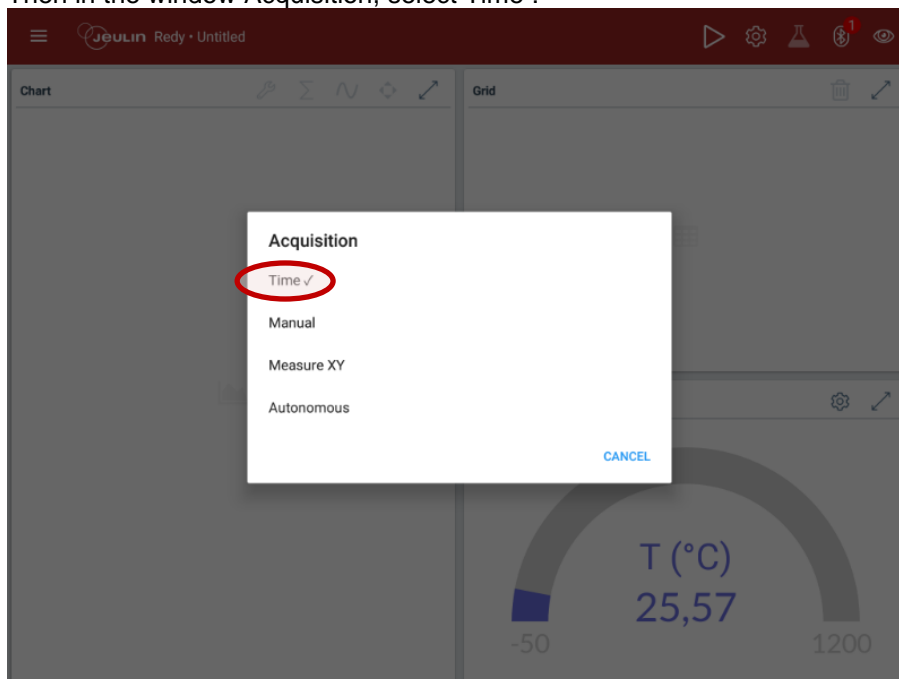 Then in the window Acquisition, select Time .
Jeulin Redy • Untitled
1
Chart
Grid
Acquisition
Time ✓
Manual
Measure XY
Autonomous
CANCEL
T (°C)
25,57
-50
1200